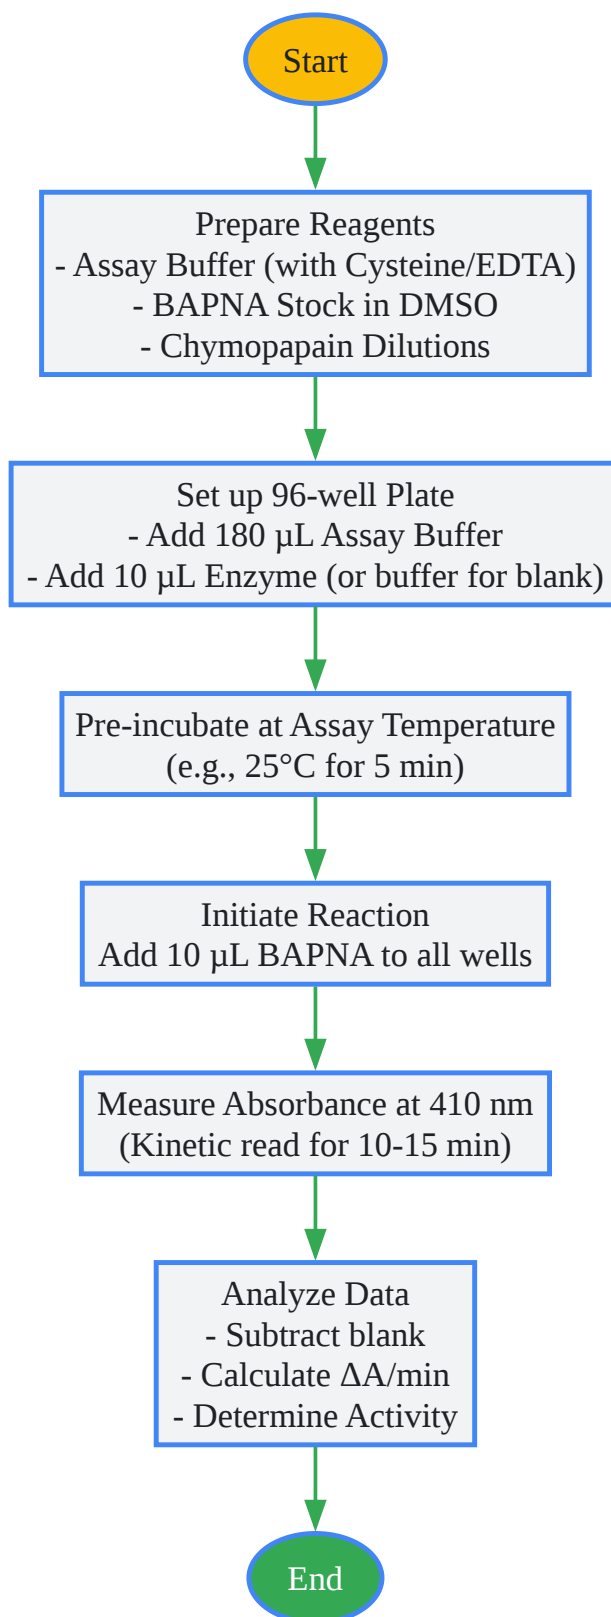 Start
Prepare Reagents
- Assay Buffer (with Cysteine/EDTA)
- BAPNA Stock in DMSO
- Chymopapain Dilutions
Set up 96-well Plate
- Add 180 µL Assay Buffer
- Add 10 µL Enzyme (or buffer for blank)
Pre-incubate at Assay Temperature
(e.g., 25°C for 5 min)
Initiate Reaction
Add 10 µL BAPNA to all wells
Measure Absorbance at 410 nm
(Kinetic read for 10-15 min)
Analyze Data
- Subtract blank
- Calculate ΔA/min
- Determine Activity
End